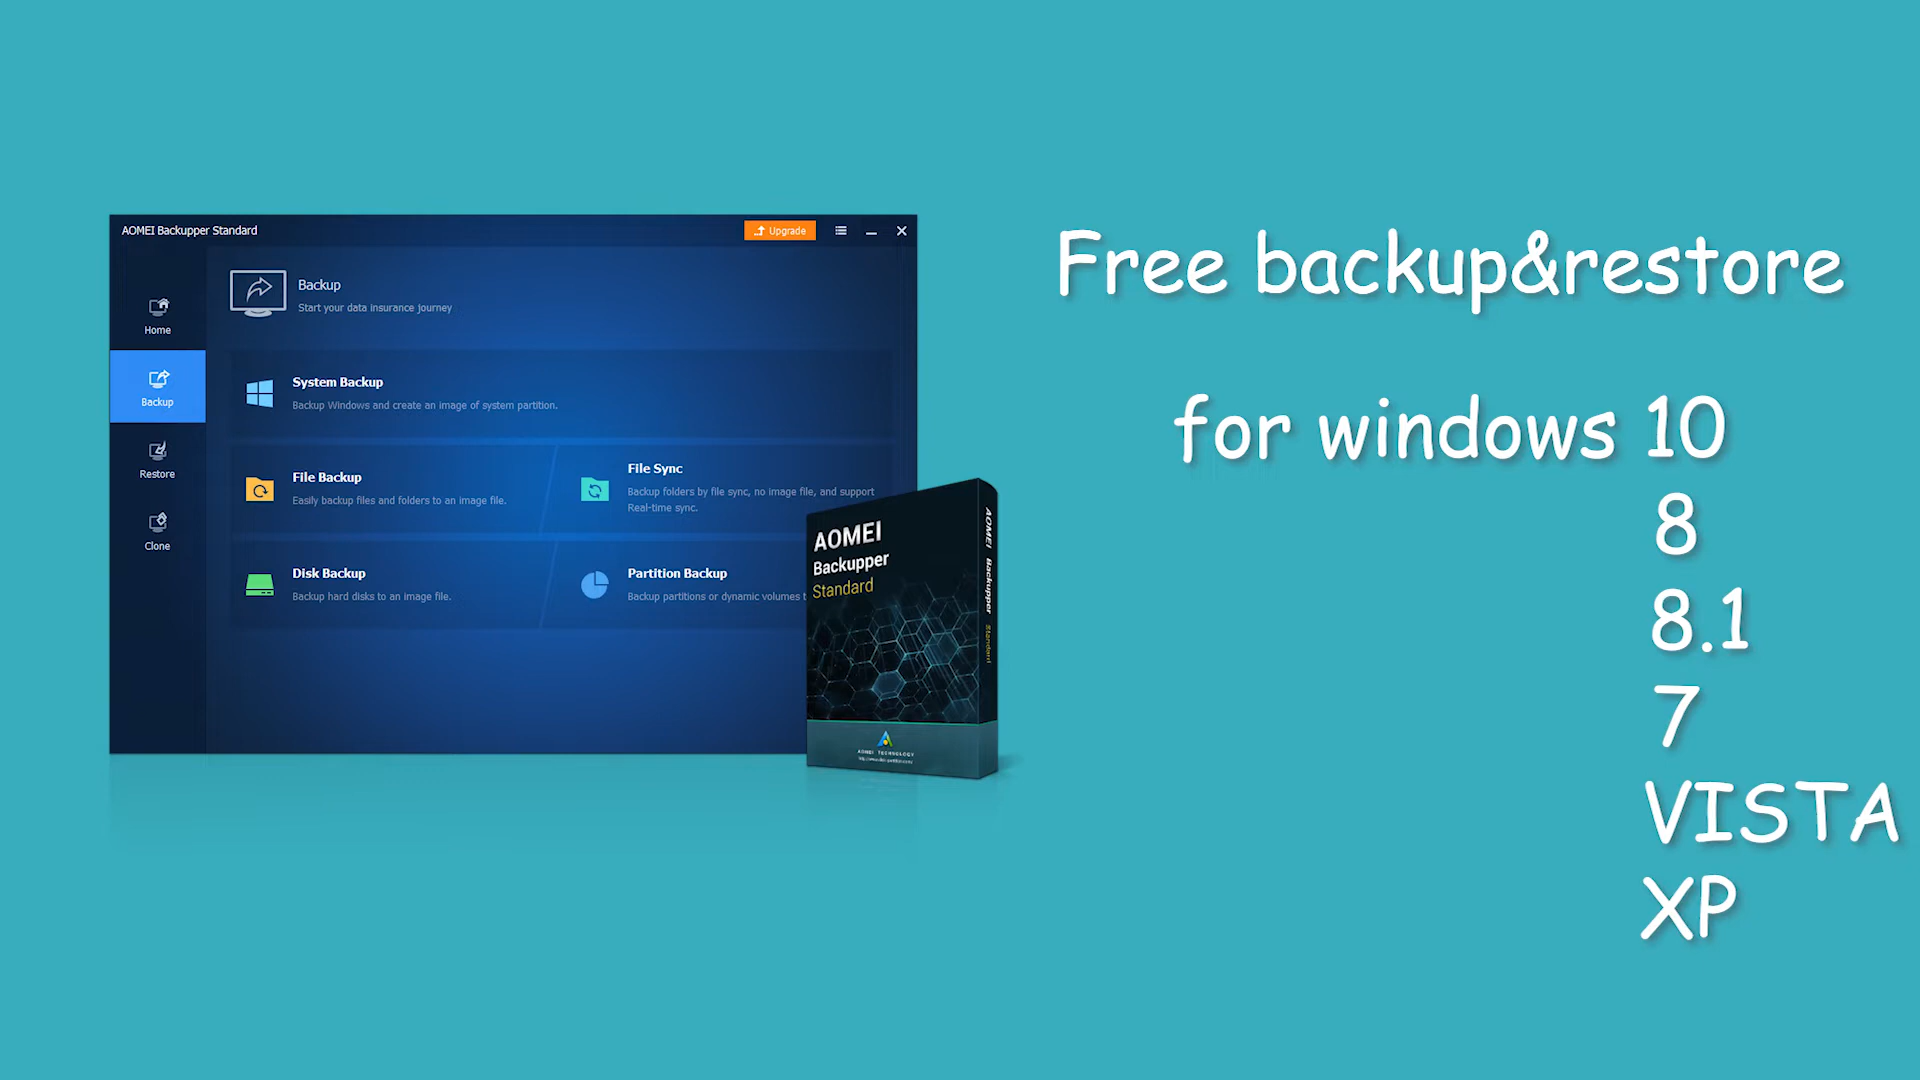 AOMEI Backupper Standard
Upgrade
Home
Backup
Restore
Clone
Backup
Start your data insurance journey
System Backup
Backup Windows and create an image of system partition.
File Backup
Easily backup files and folders to an image file.
File Sync
Backup folders by file sync, no image file, and support
Real-time sync.
Disk Backup
Backup hard disks to an image file.
Partition Backup
Backup partitions or dynamic volumes t
AOMEI
Backupper
Standard
AOMEI Backupper Standard
AOMEI TECHNOLOGY
Free backup&restore
for windows 10
8
8.1
7
VISTA
XP